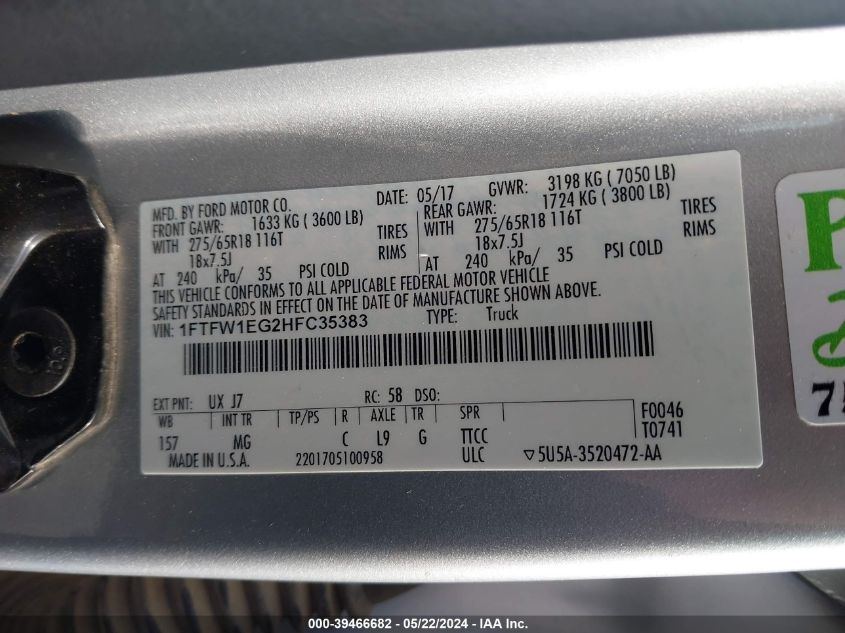 MFD. BY FORD MOTOR CO. DATE: 05/17 GVWR: 3198 KG ( 7050 LB)
FRONT GAWR: 1633 KG ( 3600 LB) REAR GAWR: 1724 KG ( 3800 LB)
WITH 275/65R18 116T TIRES WITH 275/65R18 116T TIRES
18x7.5J RIMS 18x7.5J RIMS
AT 240 kPa/ 35 PSI COLD AT 240 kPa/ 35 PSI COLD
THIS VEHICLE CONFORMS TO ALL APPLICABLE FEDERAL MOTOR VEHICLE
SAFETY STANDARDS IN EFFECT ON THE DATE OF MANUFACTURE SHOWN ABOVE.
VIN: 1FTFW1EG2HFC35383 TYPE: Truck
EXT PNT: UX J7 RC: 58 DSO:
WB INT TR TP/PS R AXLE TR SPR F0046
157 MG C L9 G TTCC T0741
MADE IN U.S.A. 2201705100958 ULC ▽5U5A-3520472-AA
P
7
000-39466682 / 05/22/2024 - IAA, Inc.